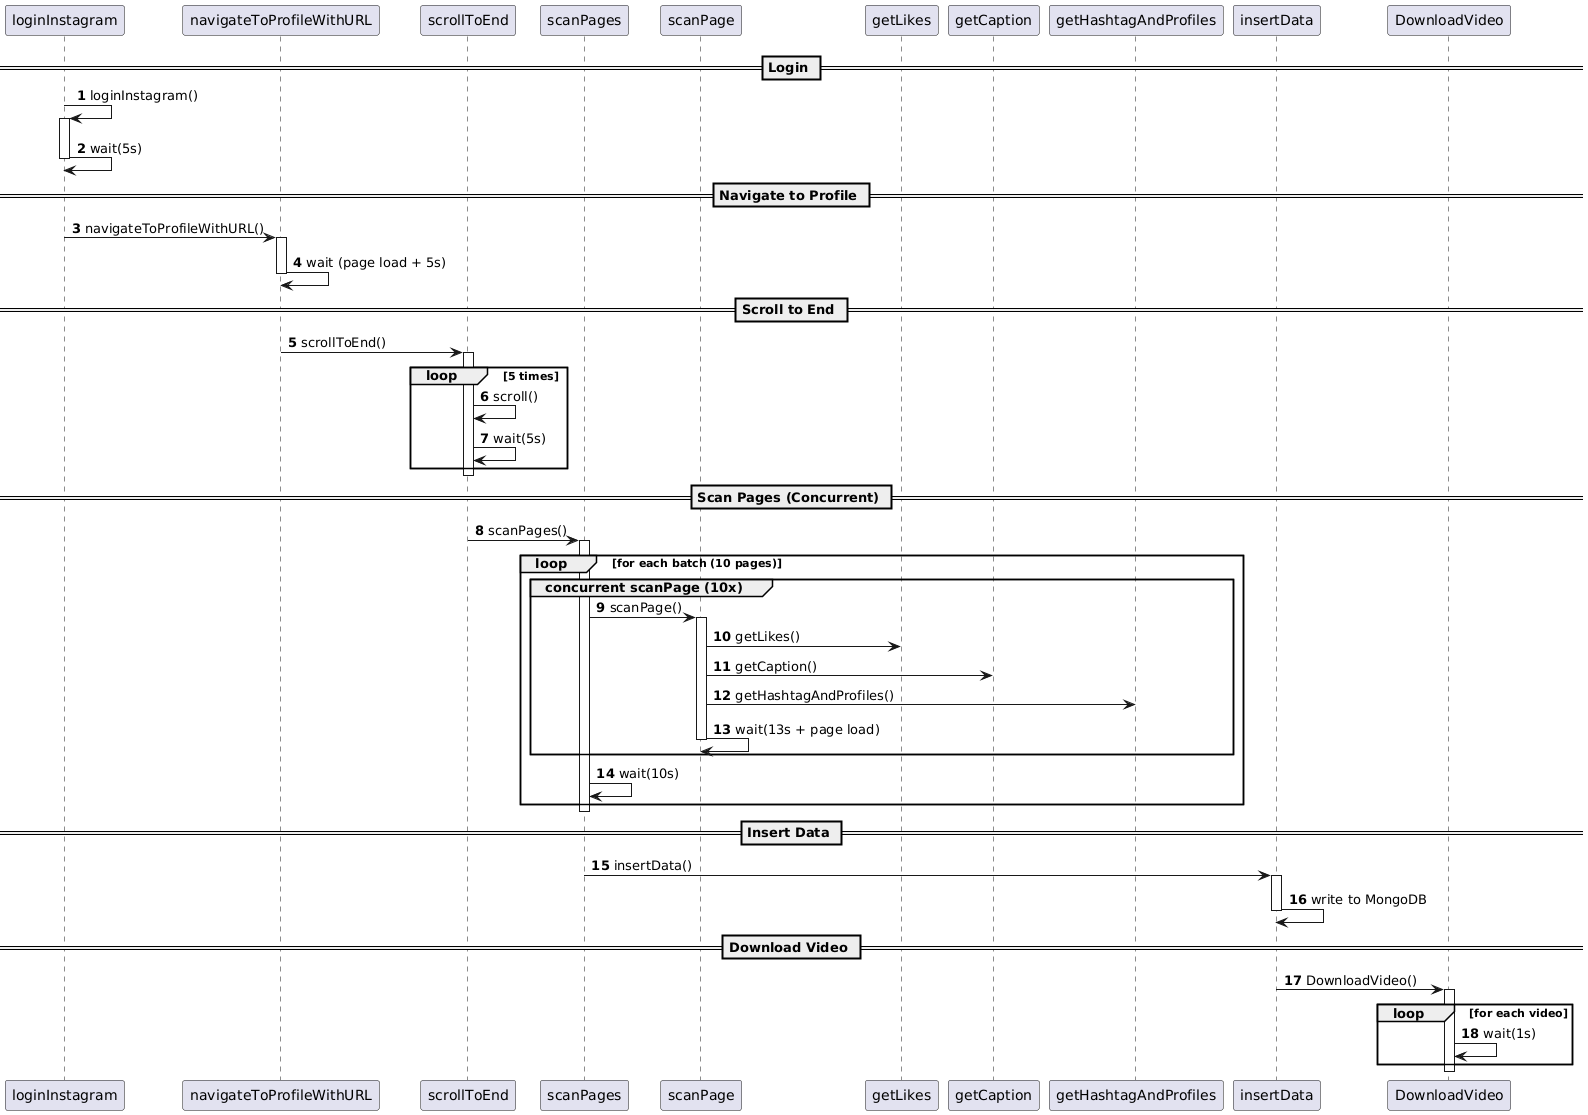 loginInstagram navigateToProfileWithURL scrollToEnd scanPages scanPage getLikes getCaption getHashtagAndProfiles insertData DownloadVideo
Login
1 loginInstagram()
2 wait(5s)
Navigate to Profile
3 navigateToProfileWithURL()
4 wait (page load + 5s)
Scroll to End
5 scrollToEnd()
loop [5 times]
6 scroll()
7 wait(5s)
Scan Pages (Concurrent)
8 scanPages()
loop [for each batch (10 pages)]
concurrent scanPage (10x)
9 scanPage()
10 getLikes()
11 getCaption()
12 getHashtagAndProfiles()
13 wait(13s + page load)
14 wait(10s)
Insert Data
15 insertData()
16 write to MongoDB
Download Video
17 DownloadVideo()
loop [for each video]
18 wait(1s)
loginInstagram navigateToProfileWithURL scrollToEnd scanPages scanPage getLikes getCaption getHashtagAndProfiles insertData DownloadVideo